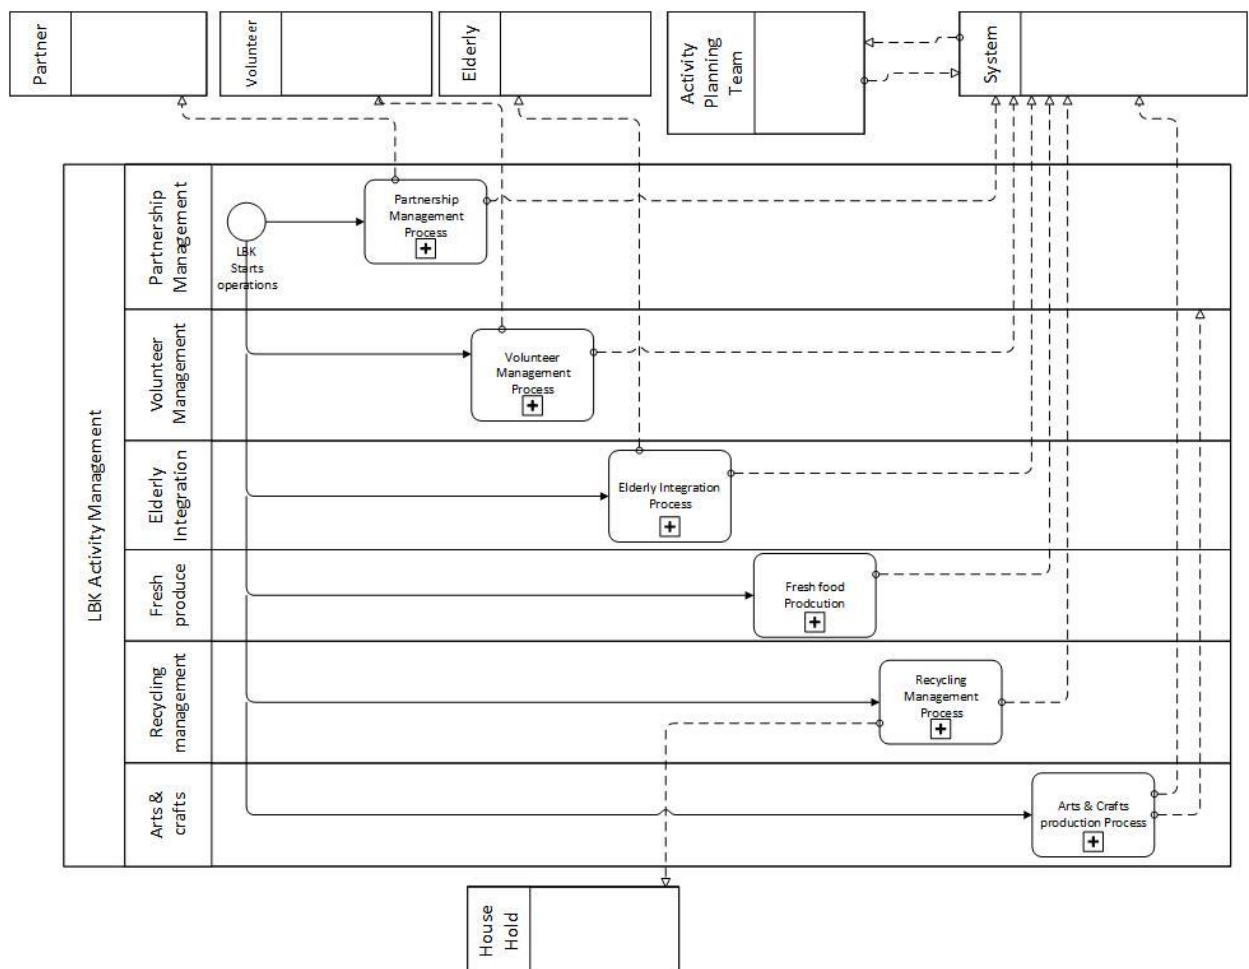 Partner
Volunteer
Elderly
Activity
Planning
Team
System
LBK Activity Management
Partnership
Management
LBK
Starts
operations
Partnership
Management
Process
Volunteer
Management
Volunteer
Management
Process
Elderly
Integration
Elderly Integration
Process
Fresh
produce
Fresh food
Prodcution
Recycling
management
Recycling
Management
Process
Arts &
crafts
Arts & Crafts
production Process
House
Hold